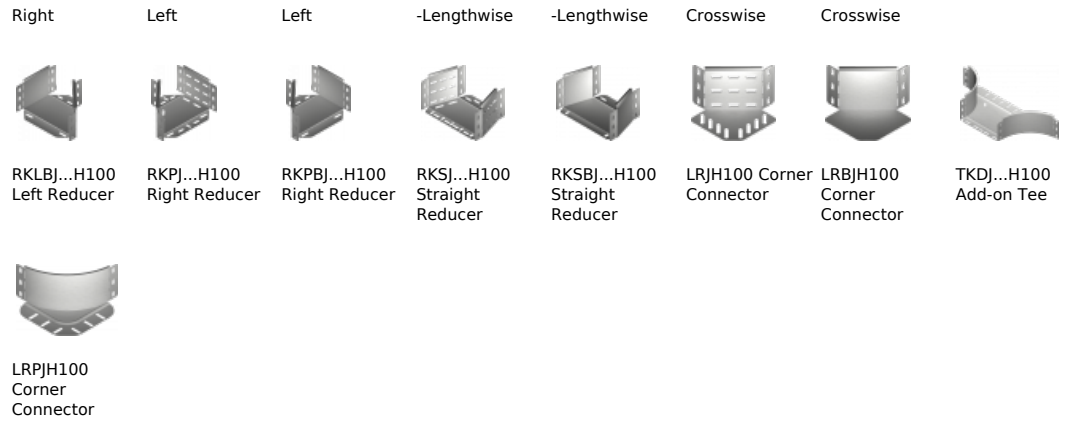 Right
Left
Left
-Lengthwise
-Lengthwise
Crosswise
Crosswise
RKLBJ...H100
Left Reducer
RKPJ...H100
Right Reducer
RKPBJ...H100
Right Reducer
RKSJ...H100
Straight
Reducer
RKSBJ...H100
Straight
Reducer
LRJH100 Corner
Connector
LRBJH100
Corner
Connector
TKDJ...H100
Add-on Tee
LRPJH100
Corner
Connector